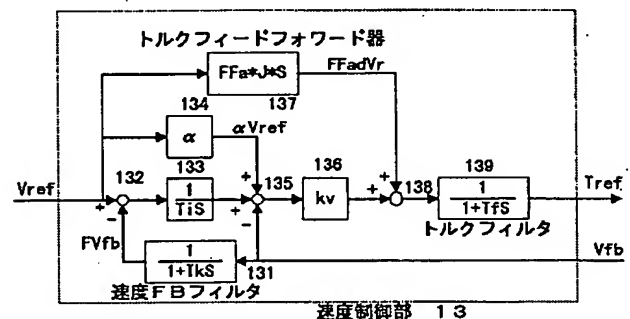 トルクフィードフォワード器
FFa*J*S
FFadVr
134
137
α
αVref
133
136
139
Vref
132
1
TiS
135
kv
138
1
1+TfS
Tref
トルクフィルタ
FVfb
1
1+TkS
131
Vfb
速度FBフィルタ
速度制御部 13